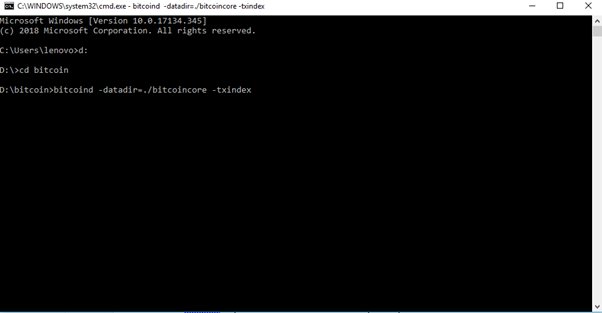 C:\WINDOWS\system32\cmd.exe - bitcoind -datadir=./bitcoincore -txindex
Microsoft Windows [Version 10.0.17134.345]
(c) 2018 Microsoft Corporation. All rights reserved.
C:\Users\lenovo>d:
D:\>cd bitcoin
D:\bitcoin>bitcoind -datadir=./bitcoincore -txindex